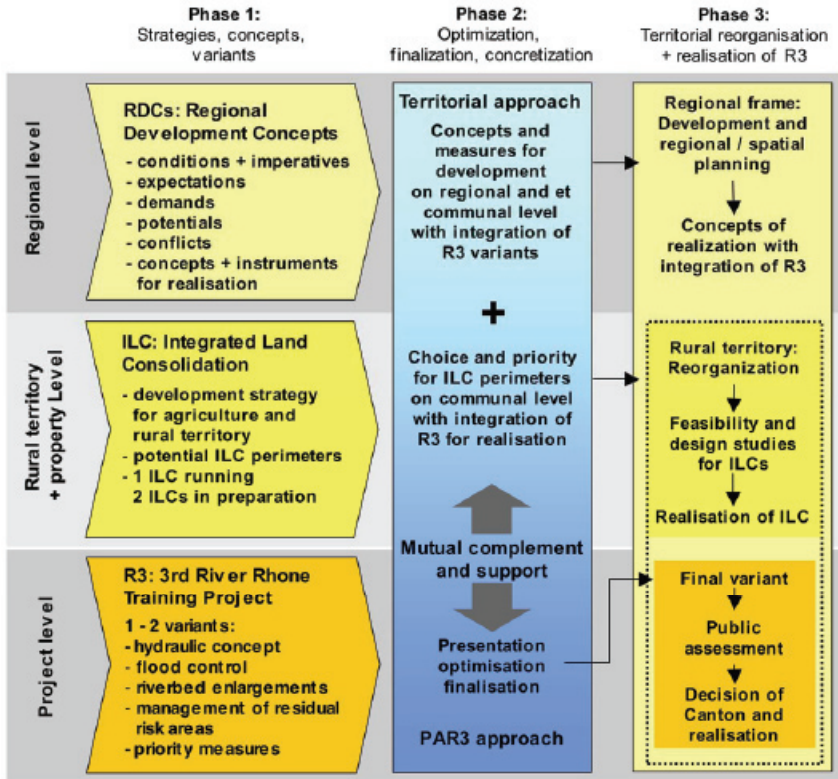 Phase 1:
Strategies, concepts,
variants
Phase 2:
Optimization,
finalization, concretization
Phase 3:
Territorial reorganisation
+ realisation of R3
Regional level
RDCs: Regional
Development Concepts
- conditions + imperatives
- expectations
- demands
- potentials
- conflicts
- concepts + instruments
for realisation
Territorial approach
Concepts and
measures for
development
on regional and et
communal level
with integration of
R3 variants
Regional frame:
Development and
regional / spatial
planning
Concepts of
realization with
integration of R3
+
Rural territory
+ property Level
ILC: Integrated Land
Consolidation
- development strategy
for agriculture and
rural territory
- potential ILC perimeters
- 1 ILC running
2 ILCs in preparation
Choice and priority
for ILC perimeters
on communal level
with integration of
R3 for realisation
Rural territory:
Reorganization
Feasibility and
design studies
for ILCs
Realisation of ILC
Mutual complement
and support
Project level
R3: 3rd River Rhone
Training Project
1 - 2 variants:
- hydraulic concept
- flood control
- riverbed enlargements
- management of residual
risk areas
- priority measures
Presentation
optimisation
finalisation
PAR3 approach
Final variant
Public
assessment
Decision of
Canton and
realisation